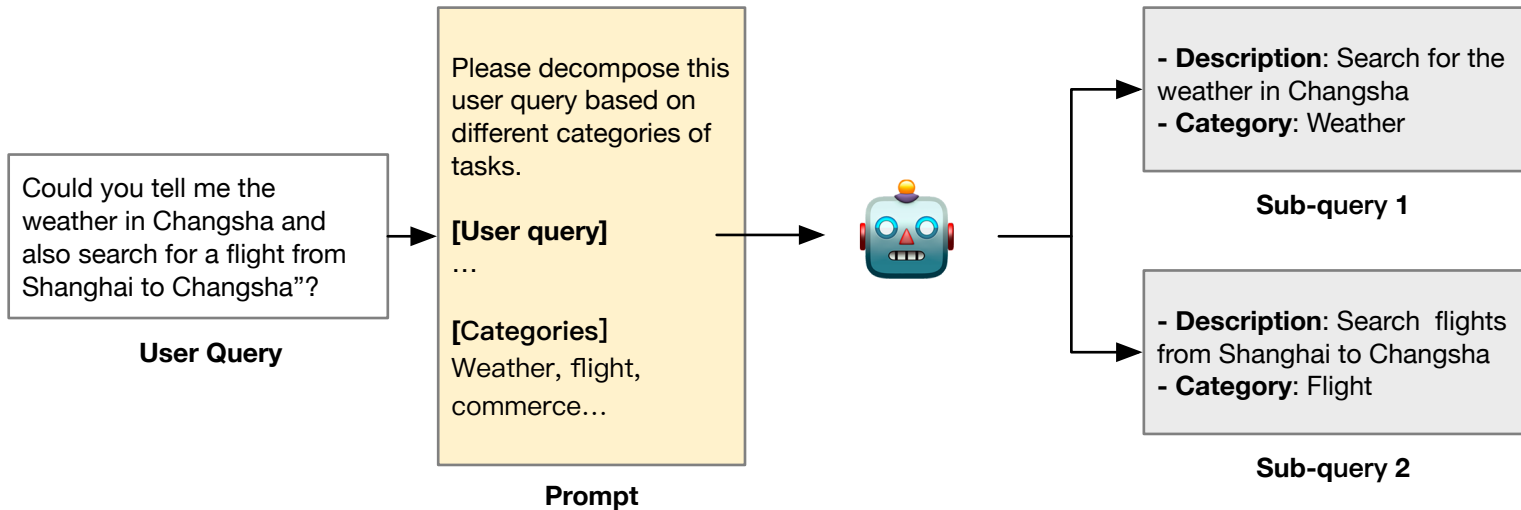 Could you tell me the
weather in Changsha and
also search for a flight from
Shanghai to Changsha”?
User Query
Please decompose this
user query based on
different categories of
tasks.
[User query]
…
[Categories]
Weather, flight,
commerce…
Prompt
- Description: Search for the
weather in Changsha
- Category: Weather
Sub-query 1
- Description: Search flights
from Shanghai to Changsha
- Category: Flight
Sub-query 2